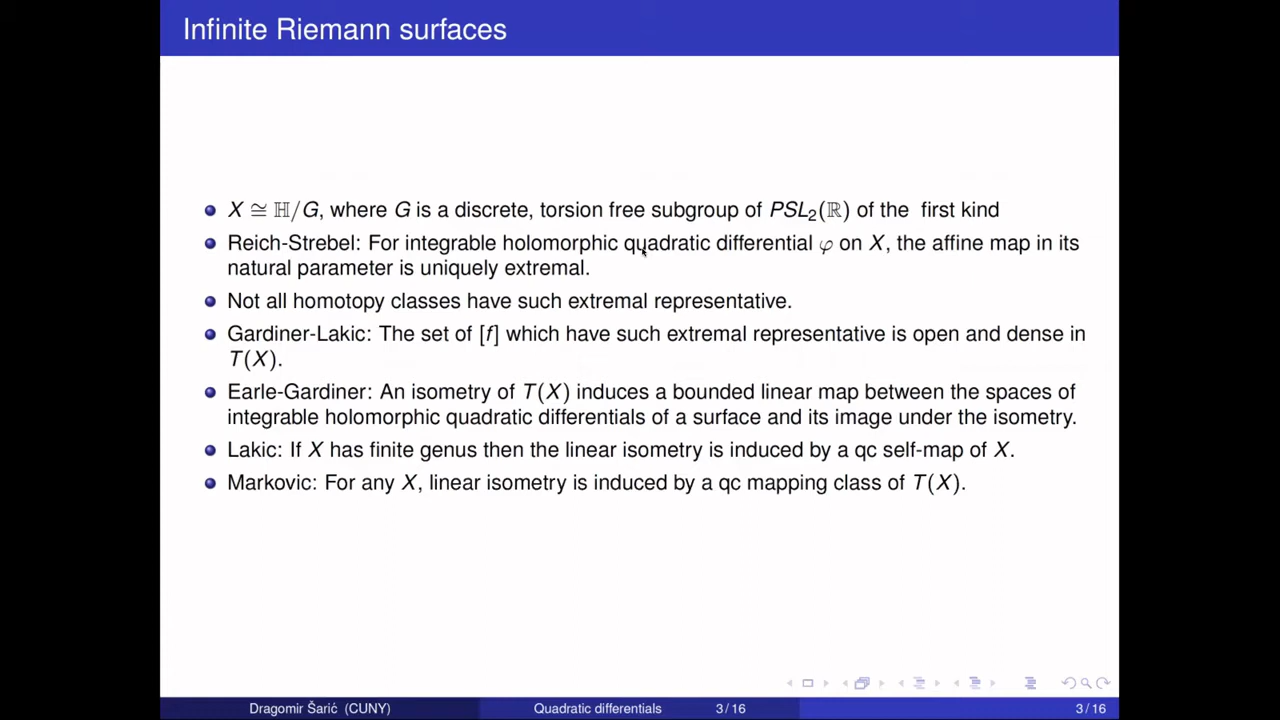 Infinite Riemann surfaces
X ≅ ℍ/G, where G is a discrete, torsion free subgroup of PSL₂(ℝ) of the first kind
Reich-Strebel: For integrable holomorphic quadratic differential φ on X, the affine map in its
natural parameter is uniquely extremal.
Not all homotopy classes have such extremal representative.
Gardiner-Lakic: The set of [f] which have such extremal representative is open and dense in
T(X).
Earle-Gardiner: An isometry of T(X) induces a bounded linear map between the spaces of
integrable holomorphic quadratic differentials of a surface and its image under the isometry.
Lakic: If X has finite genus then the linear isometry is induced by a qc self-map of X.
Markovic: For any X, linear isometry is induced by a qc mapping class of T(X).
Dragomir Šarić (CUNY) Quadratic differentials 3 / 16 3 / 16